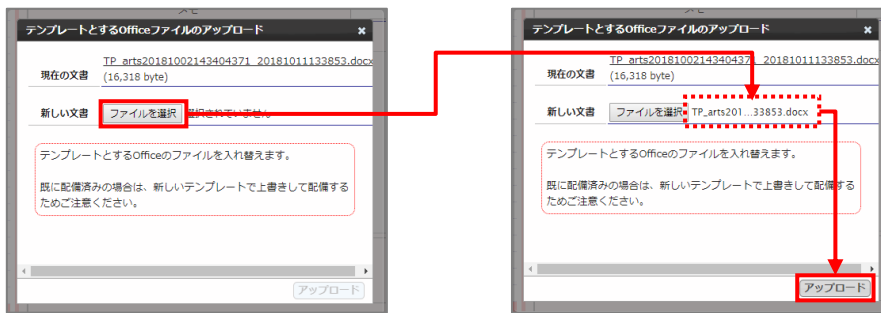 テンプレートとするOfficeファイルのアップロード ×
現在の文書 TP_arts20181002143404371_20181011133853.docx
(16,318 byte)
新しい文書 ファイルを選択 選択されていません
テンプレートとするOfficeのファイルを入れ替えます。
既に配備済みの場合は、新しいテンプレートで上書きして配備する
ためご注意ください。
アップロード
テンプレートとするOfficeファイルのアップロード ×
現在の文書 TP_arts20181002143404371_20181011133853.docx
(16,318 byte)
新しい文書 ファイルを選択 TP_arts201...33853.docx
テンプレートとするOfficeのファイルを入れ替えます。
既に配備済みの場合は、新しいテンプレートで上書きして配備する
ためご注意ください。
アップロード